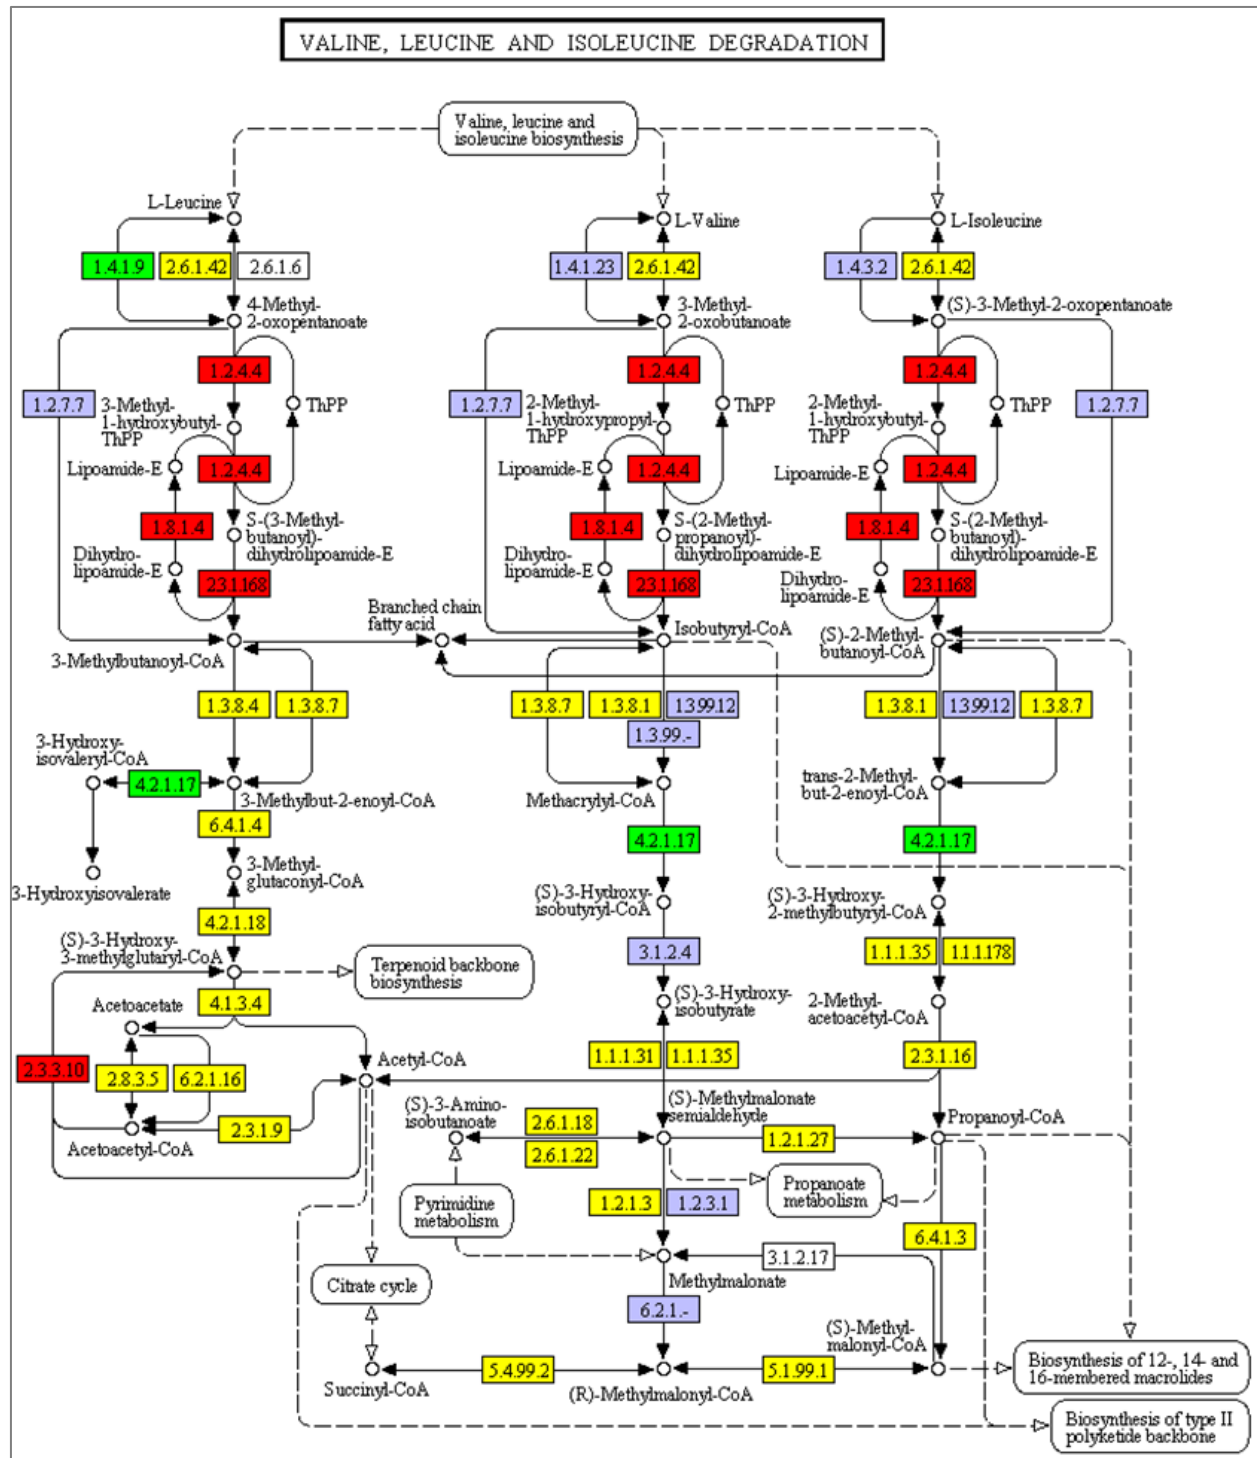 VALINE, LEUCINE AND ISOLEUCINE DEGRADATION
Valine, leucine and
isoleucine biosynthesis
L-Leucine
L-Valine
L-Isoleucine
1.4.1.9
2.6.1.42
2.6.1.6
1.4.1.23
2.6.1.42
1.4.3.2
2.6.1.42
4-Methyl-
2-oxopentanoate
3-Methyl-
2-oxobutanoate
(S)-3-Methyl-2-oxopentanoate
1.2.4.4
1.2.4.4
1.2.4.4
1.2.7.7
3-Methyl-
1-hydroxybutyl-
ThPP
ThPP
1.2.7.7
2-Methyl-
1-hydroxypropyl-
ThPP
ThPP
2-Methyl-
1-hydroxybutyl-
ThPP
ThPP
1.2.7.7
Lipoamide-E
1.2.4.4
Lipoamide-E
1.2.4.4
Lipoamide-E
1.2.4.4
1.8.1.4
S-(3-Methyl-
butanoyl)-
dihydrolipoamide-E
1.8.1.4
S-(2-Methyl-
propanoyl)-
dihydrolipoamide-E
1.8.1.4
S-(2-Methyl-
butanoyl)-
dihydrolipoamide-E
Dihydro-
lipoamide-E
2.3.1.168
Dihydro-
lipoamide-E
2.3.1.168
Dihydro-
lipoamide-E
2.3.1.168
Branched chain
fatty acid
3-Methylbutanoyl-CoA
Isobutyryl-CoA
(S)-2-Methyl-
butanoyl-CoA
1.3.8.4
1.3.8.7
1.3.8.7
1.3.8.1
1.3.99.12
1.3.99.-
1.3.8.1
1.3.99.12
1.3.8.7
3-Hydroxy-
isovaleryl-CoA
4.2.1.17
3-Methylbut-2-enoyl-CoA
Methacrylyl-CoA
trans-2-Methyl-
but-2-enoyl-CoA
6.4.1.4
4.2.1.17
4.2.1.17
3-Hydroxyisovalerate
3-Methyl-
glutaconyl-CoA
(S)-3-Hydroxy-
isobutyryl-CoA
(S)-3-Hydroxy-
2-methylbutyryl-CoA
4.2.1.18
(S)-3-Hydroxy-
3-methylglutaryl-CoA
Terpenoid backbone
biosynthesis
3.1.2.4
1.1.1.35
1.1.1.178
4.1.3.4
Acetoacetate
(S)-3-Hydroxy-
isobutyrate
2-Methyl-
acetoacetyl-CoA
2.3.3.10
2.8.3.5
6.2.1.16
Acetyl-CoA
1.1.1.31
1.1.1.35
2.3.1.16
2.3.1.9
Acetoacetyl-CoA
(S)-3-Amino-
isobutanoate
(S)-Methylmalonate
semialdehyde
Propanoyl-CoA
2.6.1.18
2.6.1.22
1.2.1.27
Pyrimidine
metabolism
1.2.1.3
1.2.3.1
Propanoate
metabolism
6.4.1.3
3.1.2.17
Citrate cycle
Methylmalonate
6.2.1.-
(S)-Methyl-
malonyl-CoA
5.4.99.2
5.1.99.1
Succinyl-CoA
(R)-Methylmalonyl-CoA
Biosynthesis of 12-, 14- and
16-membered macrolides
Biosynthesis of type II
polyketide backbone